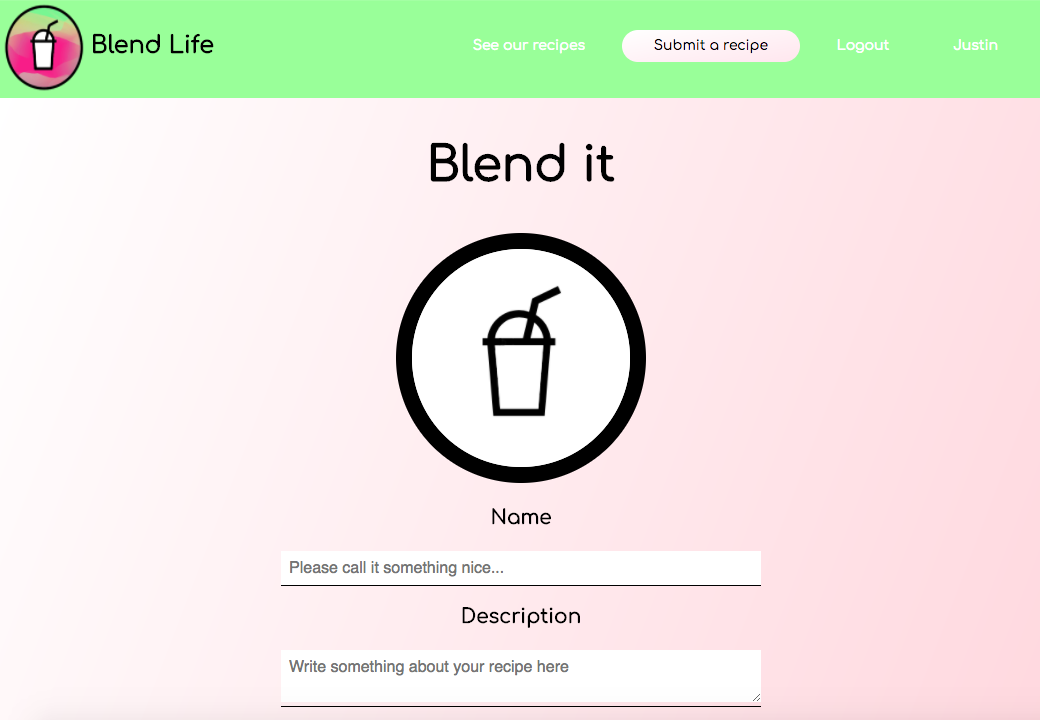 Blend Life
See our recipes
Submit a recipe
Logout
Justin
Blend it
Name
Please call it something nice...
Description
Write something about your recipe here